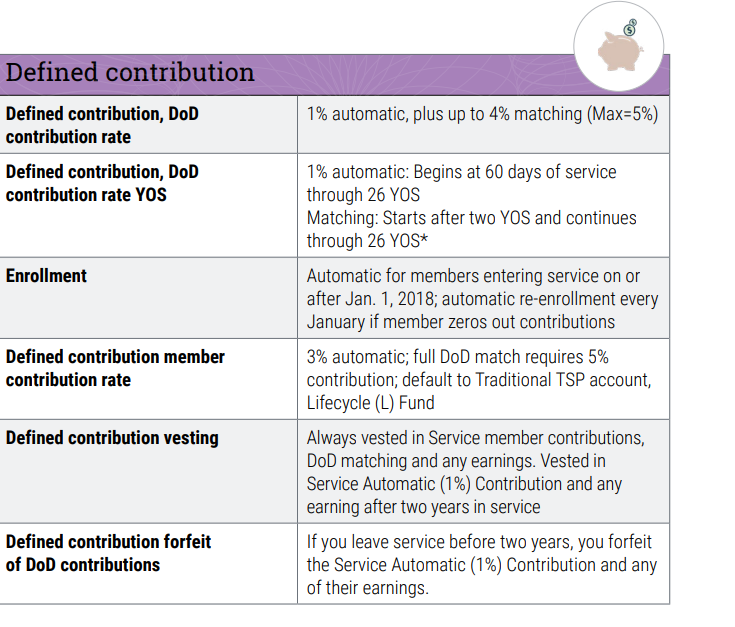 Defined contribution
Defined contribution, DoD
contribution rate
1% automatic, plus up to 4% matching (Max=5%)
Defined contribution, DoD
contribution rate YOS
1% automatic: Begins at 60 days of service
through 26 YOS
Matching: Starts after two YOS and continues
through 26 YOS*
Enrollment
Automatic for members entering service on or
after Jan. 1, 2018; automatic re-enrollment every
January if member zeros out contributions
Defined contribution member
contribution rate
3% automatic; full DoD match requires 5%
contribution; default to Traditional TSP account,
Lifecycle (L) Fund
Defined contribution vesting
Always vested in Service member contributions,
DoD matching and any earnings. Vested in
Service Automatic (1%) Contribution and any
earning after two years in service
Defined contribution forfeit
of DoD contributions
If you leave service before two years, you forfeit
the Service Automatic (1%) Contribution and any
of their earnings.